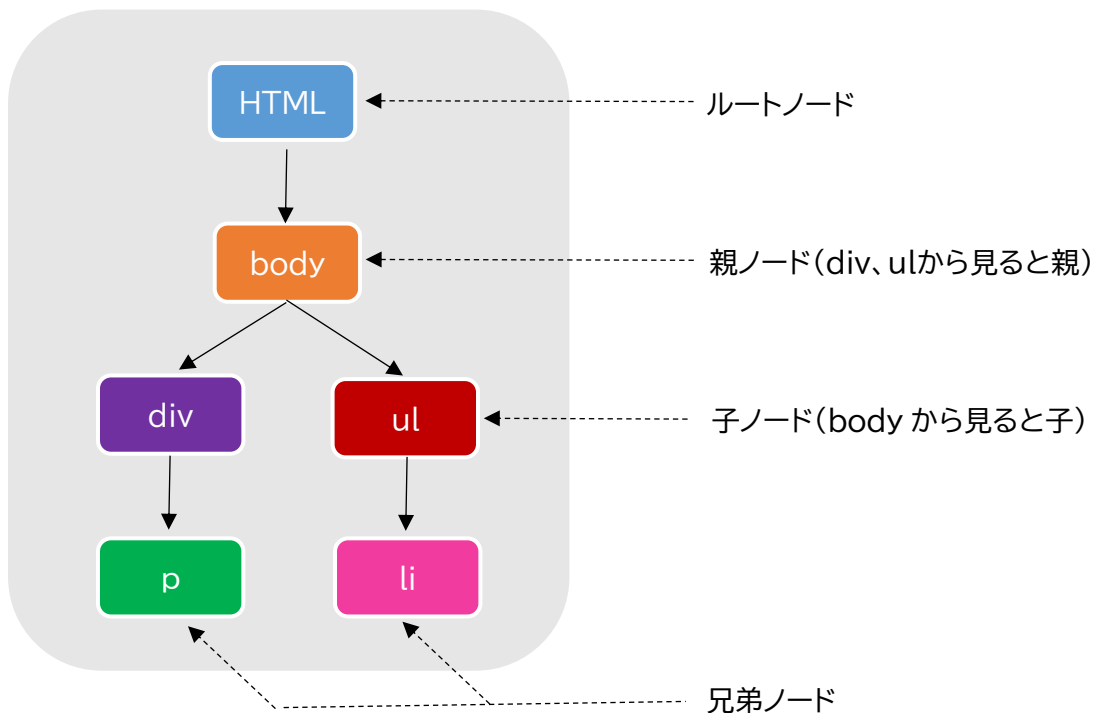 HTML
ルートノード
body
親ノード(div、ulから見ると親)
div
ul
子ノード(body から見ると子)
p
li
兄弟ノード